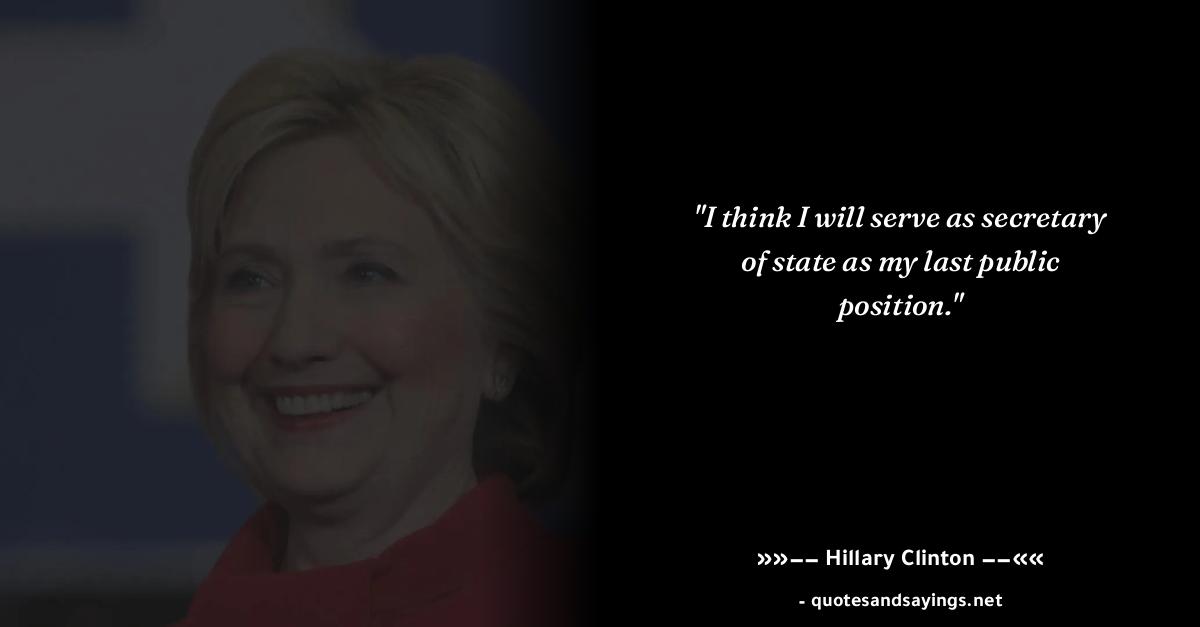 "I think I will serve as secretary
of state as my last public
position."
»»−− Hillary Clinton −−««
- quotesandsayings.net